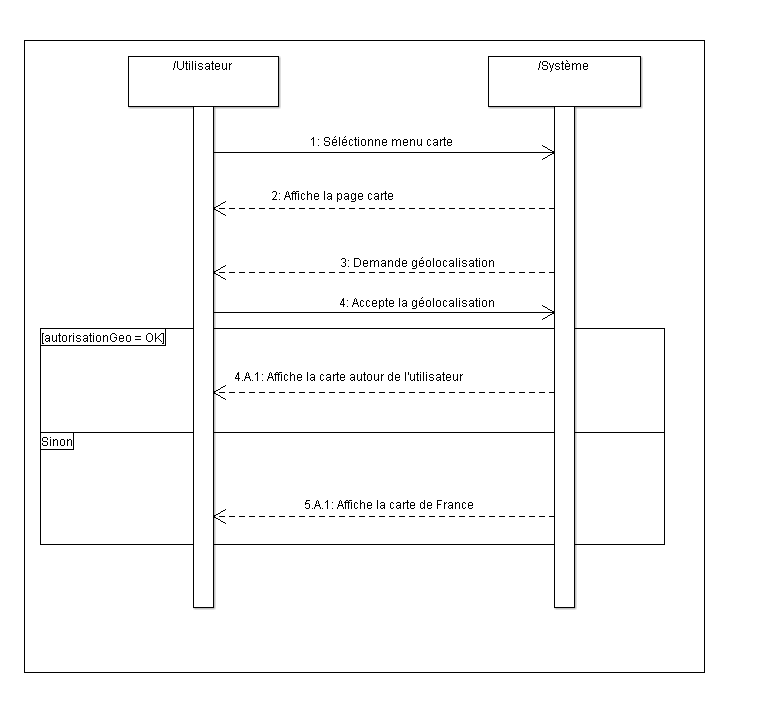 /Utilisateur
/Système
1: Séléctionne menu carte
2: Affiche la page carte
3: Demande géolocalisation
4: Accepte la géolocalisation
[autorisationGeo = OK]
4.A.1: Affiche la carte autour de l'utilisateur
Sinon
5.A.1: Affiche la carte de France